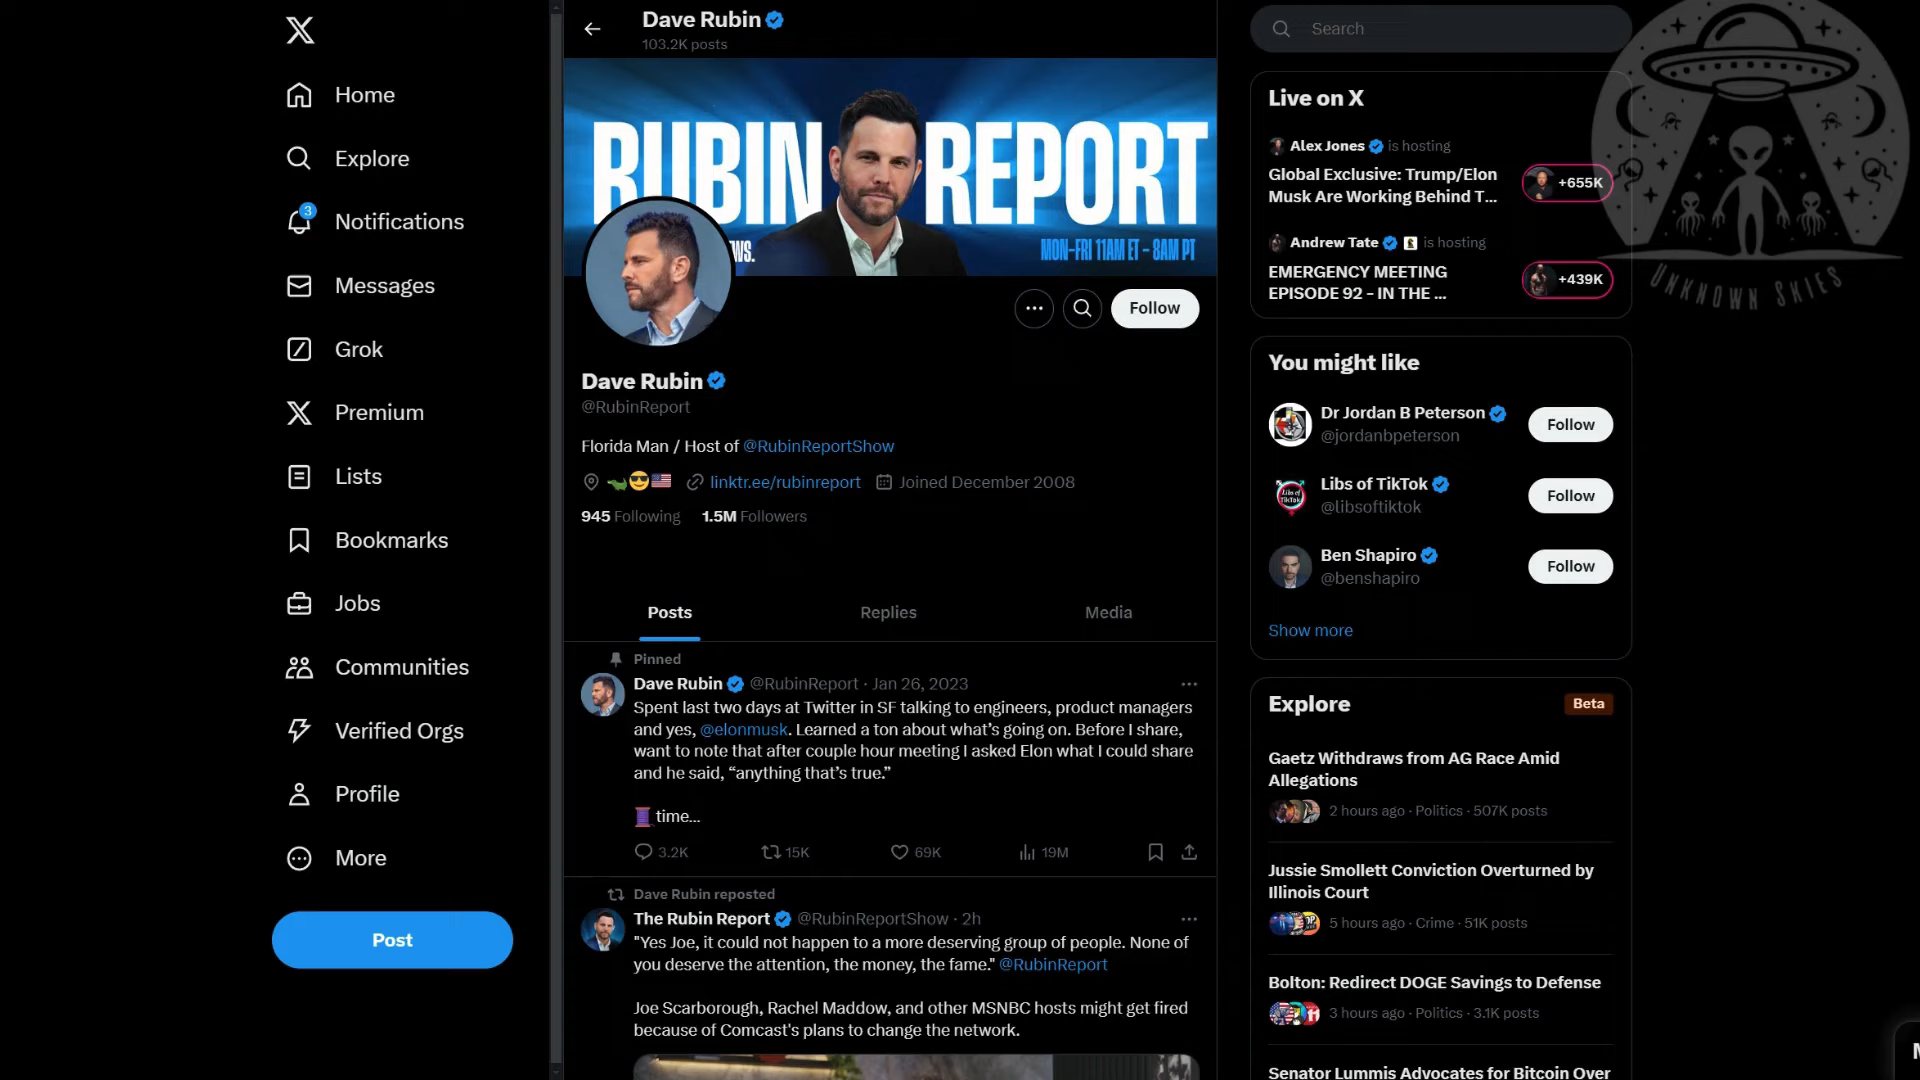 Home
Explore
3
Notifications
Messages
Grok
Premium
Lists
Bookmarks
Jobs
Communities
Verified Orgs
Profile
More
Post
Dave Rubin
103.2K posts
RUBIN REPORT
WS.
MON-FRI 11AM ET - 8AM PT
Follow
Dave Rubin
@RubinReport
Florida Man / Host of @RubinReportShow
linktr.ee/rubinreport Joined December 2008
945 Following 1.5M Followers
Posts Replies Media
Pinned
Dave Rubin @RubinReport · Jan 26, 2023
Spent last two days at Twitter in SF talking to engineers, product managers
and yes, @elonmusk. Learned a ton about what’s going on. Before I share,
want to note that after couple hour meeting I asked Elon what I could share
and he said, “anything that’s true.”
time...
3.2K 15K 69K 19M
Dave Rubin reposted
The Rubin Report @RubinReportShow · 2h
"Yes Joe, it could not happen to a more deserving group of people. None of
you deserve the attention, the money, the fame." @RubinReport
Joe Scarborough, Rachel Maddow, and other MSNBC hosts might get fired
because of Comcast's plans to change the network.
Search
Live on X
Alex Jones is hosting
Global Exclusive: Trump/Elon
Musk Are Working Behind T...
+655K
Andrew Tate is hosting
EMERGENCY MEETING
EPISODE 92 - IN THE ...
+439K
UNKNOWN SKIES
You might like
Dr Jordan B Peterson
@jordanbpeterson
Follow
Libs of TikTok
@libsoftiktok
Follow
Ben Shapiro
@benshapiro
Follow
Show more
Explore
Beta
Gaetz Withdraws from AG Race Amid
Allegations
2 hours ago · Politics · 507K posts
Jussie Smollett Conviction Overturned by
Illinois Court
5 hours ago · Crime · 51K posts
Bolton: Redirect DOGE Savings to Defense
3 hours ago · Politics · 3.1K posts
Senator Lummis Advocates for Bitcoin Over